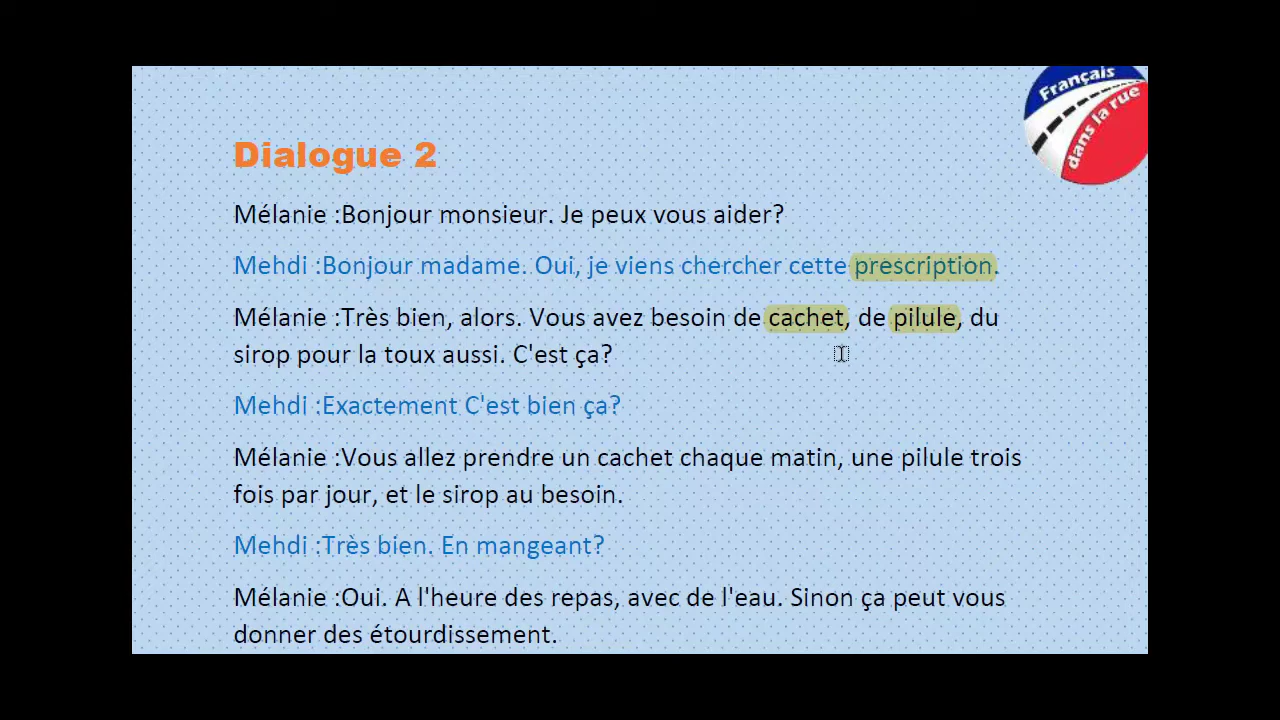 Français
dans la rue
Dialogue 2
Mélanie :Bonjour monsieur. Je peux vous aider?
Mehdi :Bonjour madame. Oui, je viens chercher cette prescription.
Mélanie :Très bien, alors. Vous avez besoin de cachet, de pilule, du
sirop pour la toux aussi. C'est ça?
Mehdi :Exactement C'est bien ça?
Mélanie :Vous allez prendre un cachet chaque matin, une pilule trois
fois par jour, et le sirop au besoin.
Mehdi :Très bien. En mangeant?
Mélanie :Oui. A l'heure des repas, avec de l'eau. Sinon ça peut vous
donner des étourdissement.